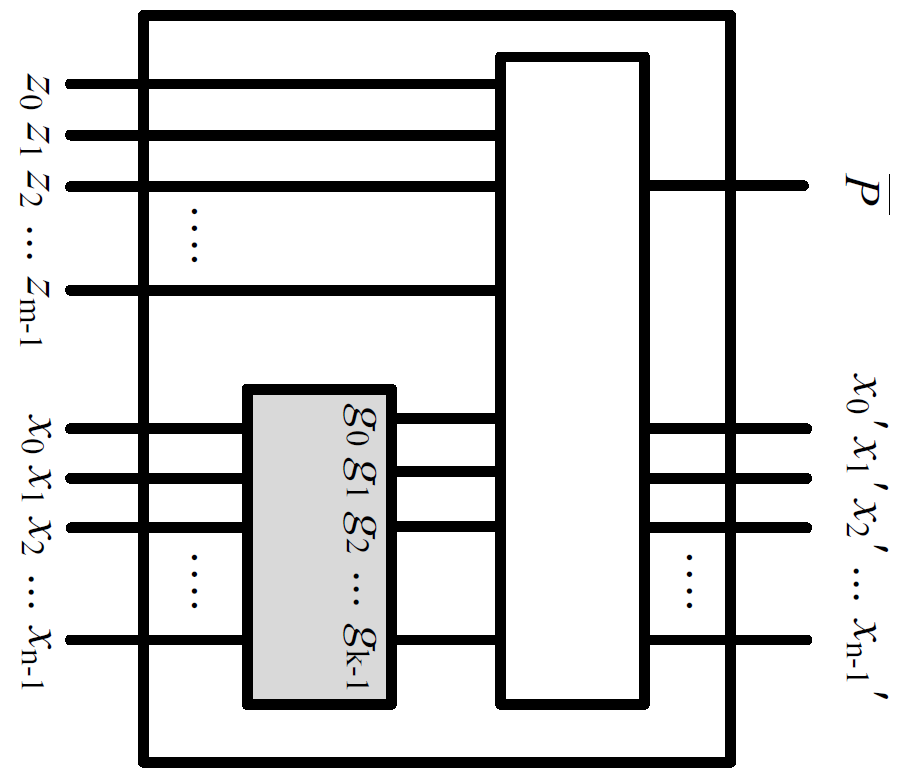 z₀ z₁ z₂ ... zₘ₋₁
....
x₀ x₁ x₂ ... xₙ₋₁
....
g₀ g₁ g₂ ... gₖ₋₁
P̅
x₀′ x₁′ x₂′ ... xₙ₋₁′
....